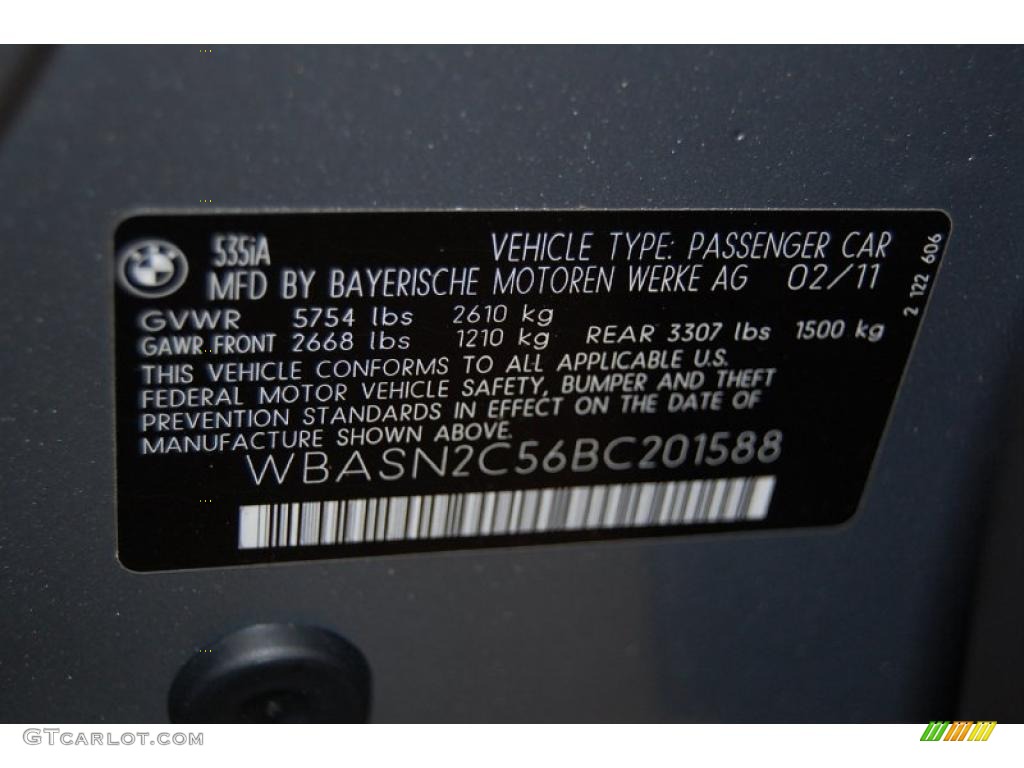 535iA VEHICLE TYPE: PASSENGER CAR
MFD BY BAYERISCHE MOTOREN WERKE AG 02/11
GVWR 5754 lbs 2610 kg
GAWR FRONT 2668 lbs 1210 kg REAR 3307 lbs 1500 kg
THIS VEHICLE CONFORMS TO ALL APPLICABLE U.S.
FEDERAL MOTOR VEHICLE SAFETY, BUMPER AND THEFT
PREVENTION STANDARDS IN EFFECT ON THE DATE OF
MANUFACTURE SHOWN ABOVE.
WBASN2C56BC201588
2 122 606
GTCARLOT.COM